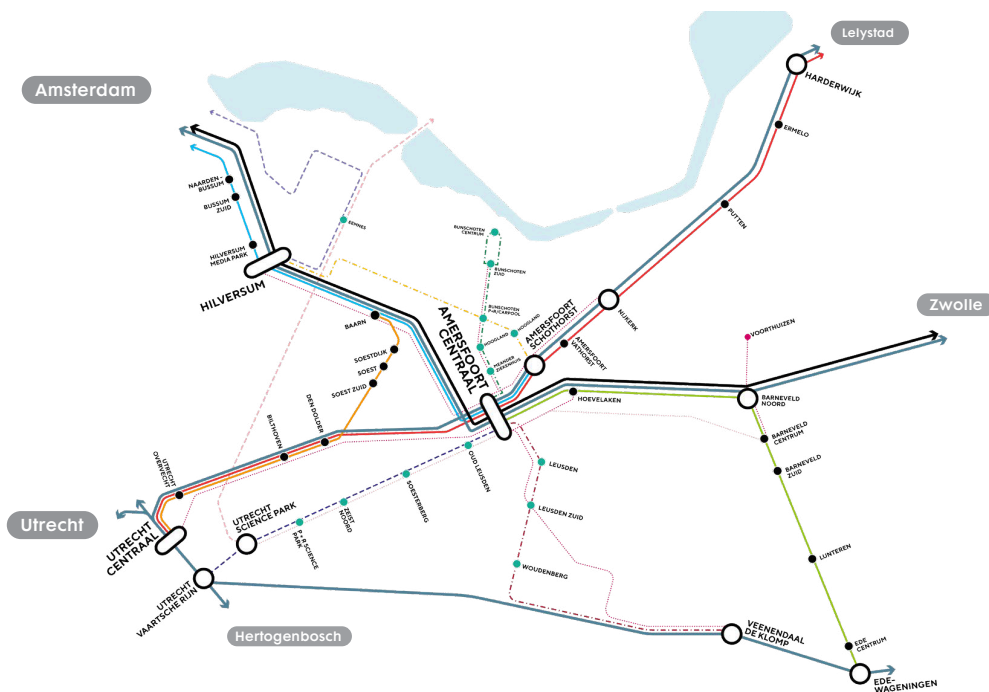 Lelystad
Amsterdam
HARDERWIJK
ERMELO
NAARDEN-
BUSSUM
BUSSUM
ZUID
PUTTEN
EEMNES
BUNSCHOTEN
CENTRUM
HILVERSUM
MEDIA PARK
BUNSCHOTEN
ZUID
HILVERSUM
Zwolle
BUNSCHOTEN
P+R/CARPOOL
NIJKERK
BAARN
AMERSFOORT
CENTRAAL
HOOGLAND
HOOGLAND
AMERSFOORT
SCHOTHORST
AMERSFOORT
VATHORST
VOORTHUIZEN
SOESTDIJK
SOEST
SOEST ZUID
MEANDER
ZIEKENHUIS
HOEVELAKEN
BARNEVELD
NOORD
DEN DOLDER
BILTHOVEN
BARNEVELD
CENTRUM
UTRECHT
OVERVECHT
OUD LEUSDEN
LEUSDEN
BARNEVELD
ZUID
SOESTERBERG
LEUSDEN ZUID
Utrecht
UTRECHT
CENTRAAL
UTRECHT
SCIENCE PARK
ZEIST
NOORD
P + R SCIENCE
PARK
LUNTEREN
WOUDENBERG
UTRECHT
VAARTSCHE RIJN
Hertogenbosch
VEENENDAAL
DE KLOMP
EDE
CENTRUM
EDE-
WAGENINGEN